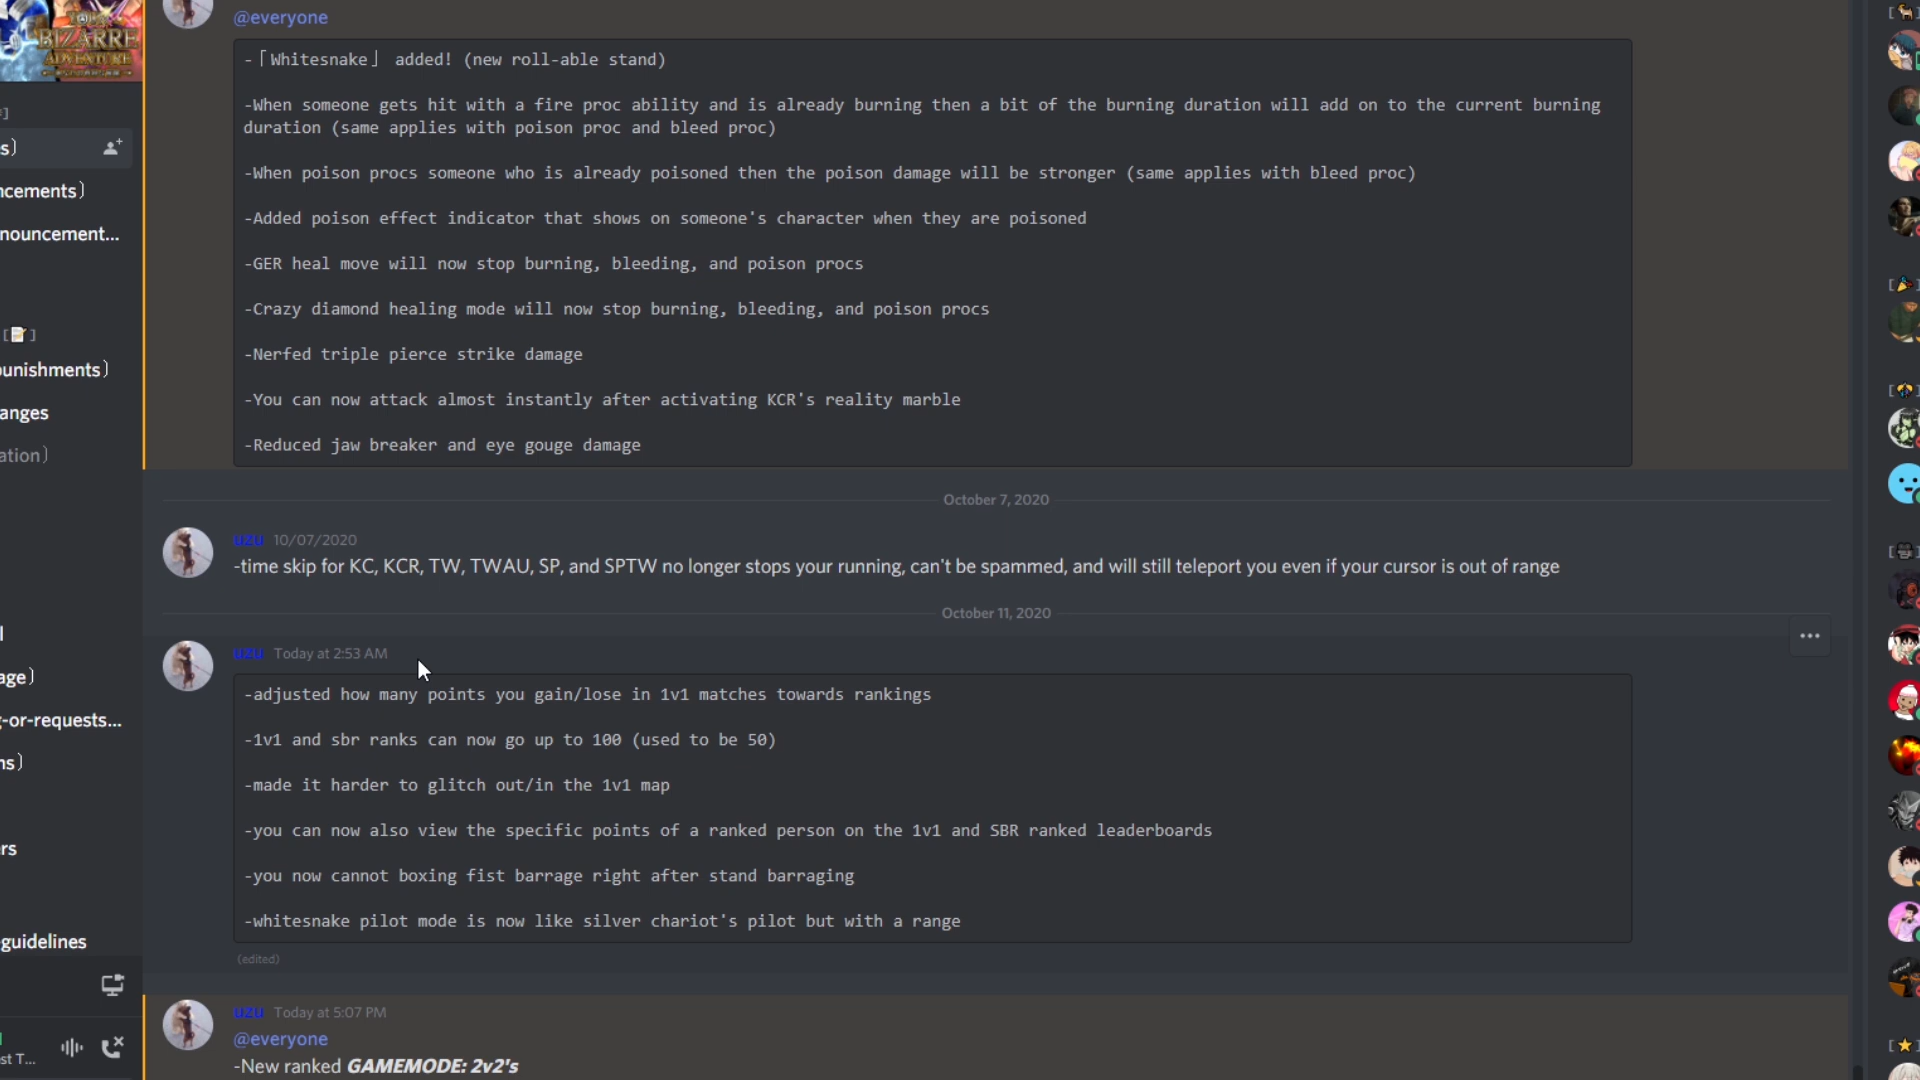 BIZARRE
ADVENTURE
s)
ncements)
nouncement...
unishments)
anges
ation)
age)
-or-requests...
ns)
rs
guidelines
st T...
@everyone
-「Whitesnake」 added! (new roll-able stand)
-When someone gets hit with a fire proc ability and is already burning then a bit of the burning duration will add on to the current burning
duration (same applies with poison proc and bleed proc)
-When poison procs someone who is already poisoned then the poison damage will be stronger (same applies with bleed proc)
-Added poison effect indicator that shows on someone's character when they are poisoned
-GER heal move will now stop burning, bleeding, and poison procs
-Crazy diamond healing mode will now stop burning, bleeding, and poison procs
-Nerfed triple pierce strike damage
-You can now attack almost instantly after activating KCR's reality marble
-Reduced jaw breaker and eye gouge damage
October 7, 2020
uzu 10/07/2020
-time skip for KC, KCR, TW, TWAU, SP, and SPTW no longer stops your running, can't be spammed, and will still teleport you even if your cursor is out of range
October 11, 2020
uzu Today at 2:53 AM
-adjusted how many points you gain/lose in 1v1 matches towards rankings
-1v1 and sbr ranks can now go up to 100 (used to be 50)
-made it harder to glitch out/in the 1v1 map
-you can now also view the specific points of a ranked person on the 1v1 and SBR ranked leaderboards
-you now cannot boxing fist barrage right after stand barraging
-whitesnake pilot mode is now like silver chariot's pilot but with a range
(edited)
uzu Today at 5:07 PM
@everyone
-New ranked GAMEMODE: 2v2's